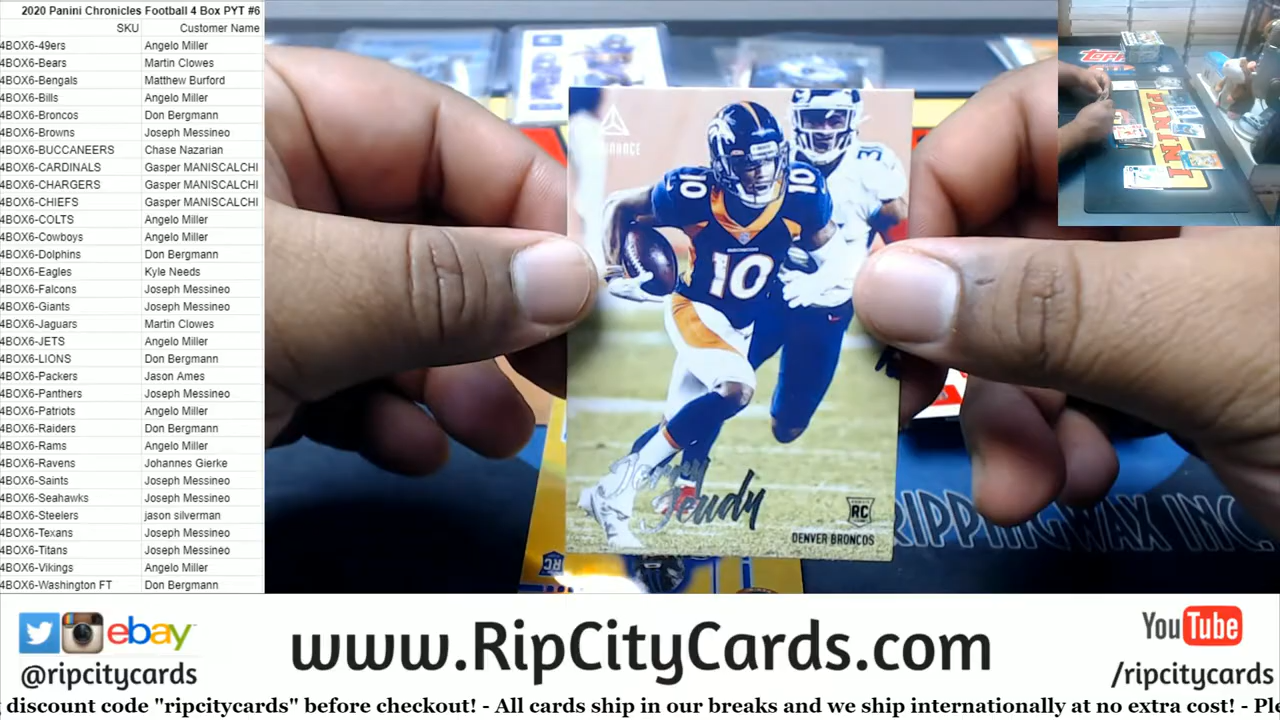 2020 Panini Chronicles Football 4 Box PYT #6
SKU Customer Name
4BOX6-49ers Angelo Miller
4BOX6-Bears Martin Clowes
4BOX6-Bengals Matthew Burford
4BOX6-Bills Angelo Miller
4BOX6-Broncos Don Bergmann
4BOX6-Browns Joseph Messineo
4BOX6-BUCCANEERS Chase Nazarian
4BOX6-CARDINALS Gasper MANISCALCHI
4BOX6-CHARGERS Gasper MANISCALCHI
4BOX6-CHIEFS Gasper MANISCALCHI
4BOX6-COLTS Angelo Miller
4BOX6-Cowboys Angelo Miller
4BOX6-Dolphins Don Bergmann
4BOX6-Eagles Kyle Needs
4BOX6-Falcons Joseph Messineo
4BOX6-Giants Joseph Messineo
4BOX6-Jaguars Martin Clowes
4BOX6-JETS Angelo Miller
4BOX6-LIONS Don Bergmann
4BOX6-Packers Jason Ames
4BOX6-Panthers Joseph Messineo
4BOX6-Patriots Angelo Miller
4BOX6-Raiders Don Bergmann
4BOX6-Rams Angelo Miller
4BOX6-Ravens Johannes Gierke
4BOX6-Saints Joseph Messineo
4BOX6-Seahawks Joseph Messineo
4BOX6-Steelers jason silverman
4BOX6-Texans Joseph Messineo
4BOX6-Titans Joseph Messineo
4BOX6-Vikings Angelo Miller
4BOX6-Washington FT Don Bergmann
10
10
10
Jerry
Jeudy
RC
DENVER BRONCOS
RIPPINGWAX INC.
TOPPS
PANINI
ebay
@ripcitycards
www.RipCityCards.com
YouTube
/ripcitycards
discount code "ripcitycards" before checkout! - All cards ship in our breaks and we ship internationally at no extra cost! - Ple